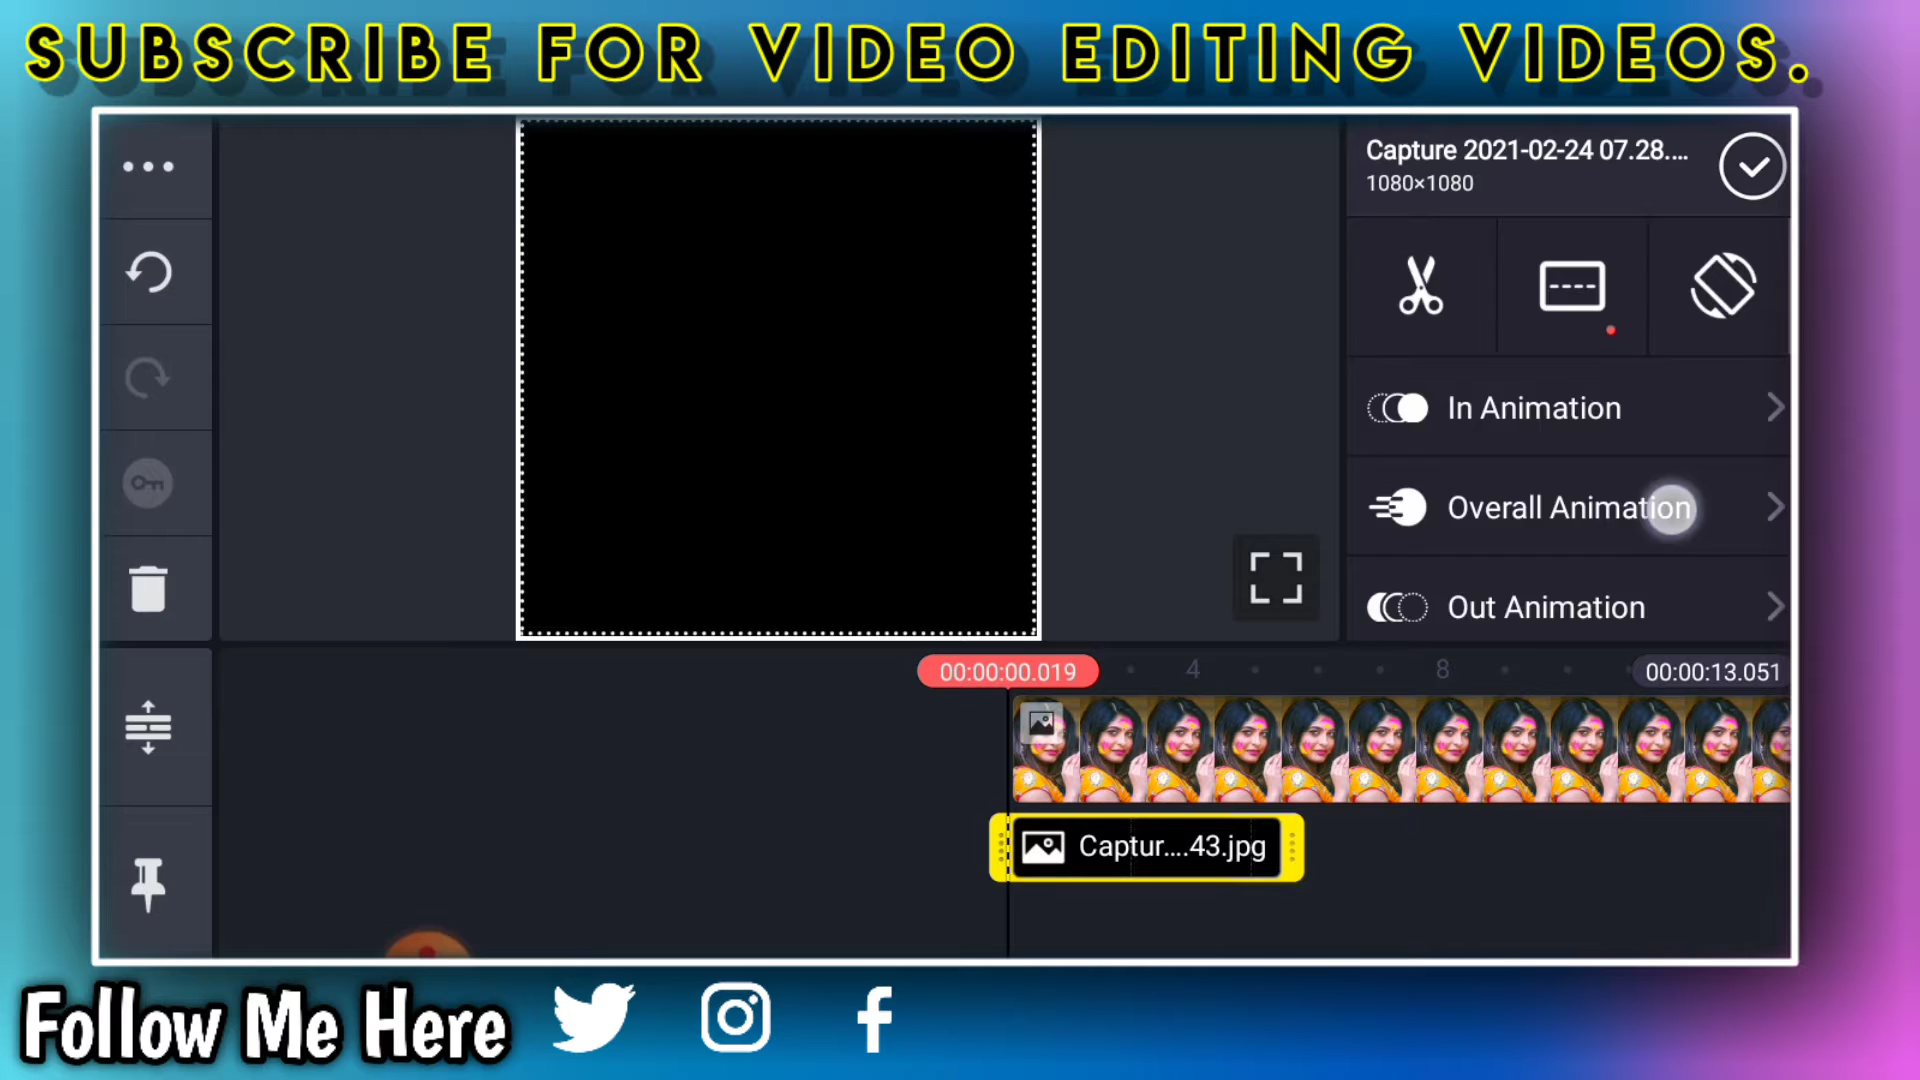 SUBSCRIBE FOR VIDEO EDITING VIDEOS.
Capture 2021-02-24 07.28....
1080×1080
In Animation
Overall Animation
Out Animation
00:00:00.019
4
8
00:00:13.051
Captur....43.jpg
Follow Me Here